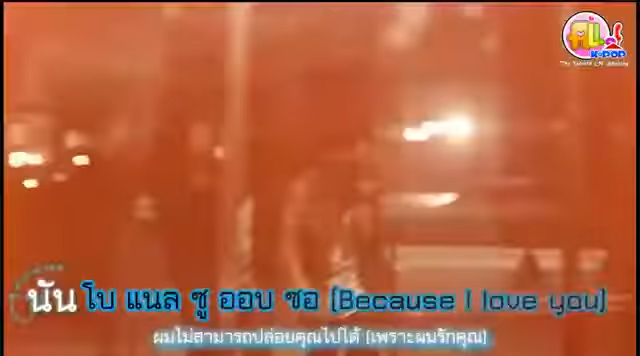 ALL
K-POP
นัน โบ แนล ซู ออบ ซอ (Because I love you)
ผมไม่สามารถปล่อยคุณไปได้ (เพราะผมรักคุณ)